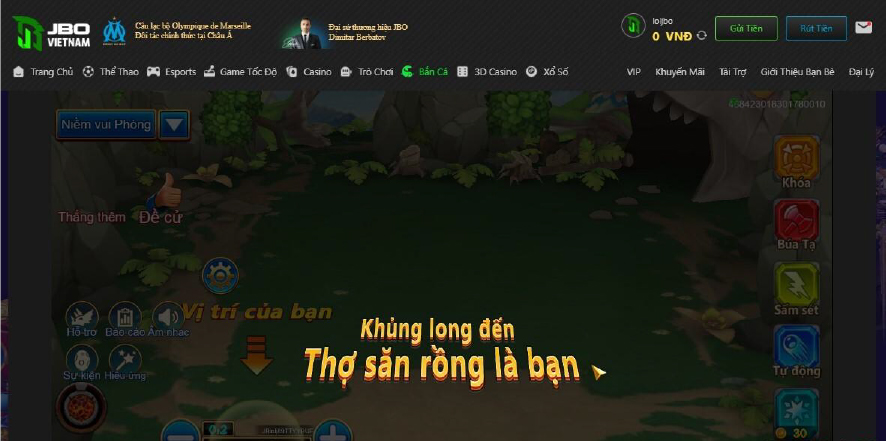 JBO
VIETNAM
Câu lạc bộ Olympique de Marseille
Đối tác chính thức tại Châu Á
Đại sứ thương hiệu JBO
Dimitar Berbatov
lojbo
0 VNĐ
Gửi Tiền
Rút Tiền
Trang Chủ
Thể Thao
Esports
Game Tốc Độ
Casino
Trò Chơi
Bắn Cá
3D Casino
Xổ Số
VIP
Khuyến Mãi
Tài Trợ
Giới Thiệu Bạn Bè
Đại Lý
Niềm vui Phòng
Khóa
Thắng thêm
Đề cử
Búa Tạ
Vị trí của bạn
Sấm sét
Hỗ trợ
Báo cáo
Âm nhạc
Khủng long đến
Thợ săn rồng là bạn
Tự động
Sự kiện
Hiệu ứng
0.2
30